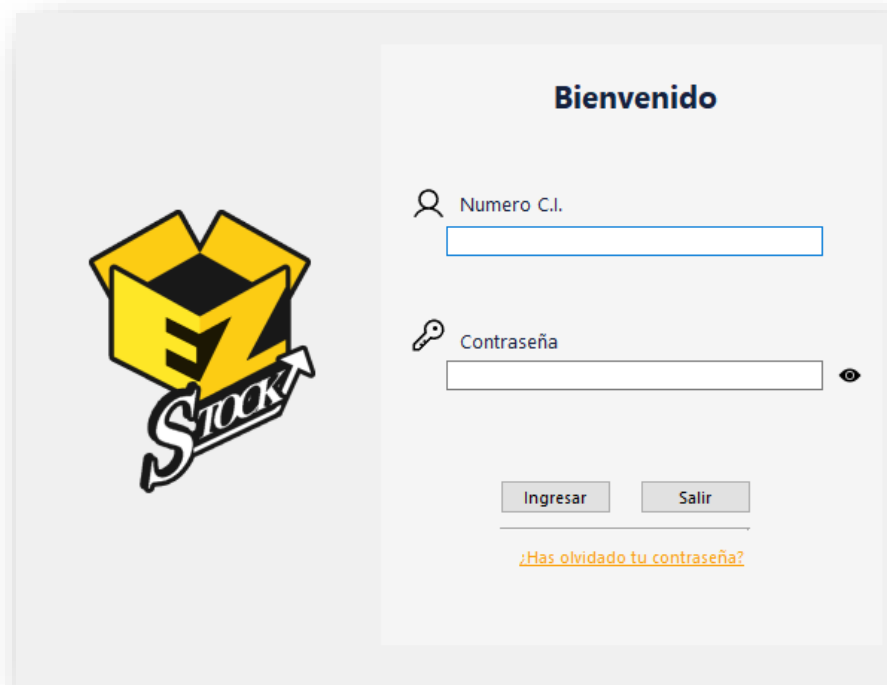 Bienvenido
Numero C.I.
EZ
STOCK
Contraseña
Ingresar Salir
¿Has olvidado tu contraseña?